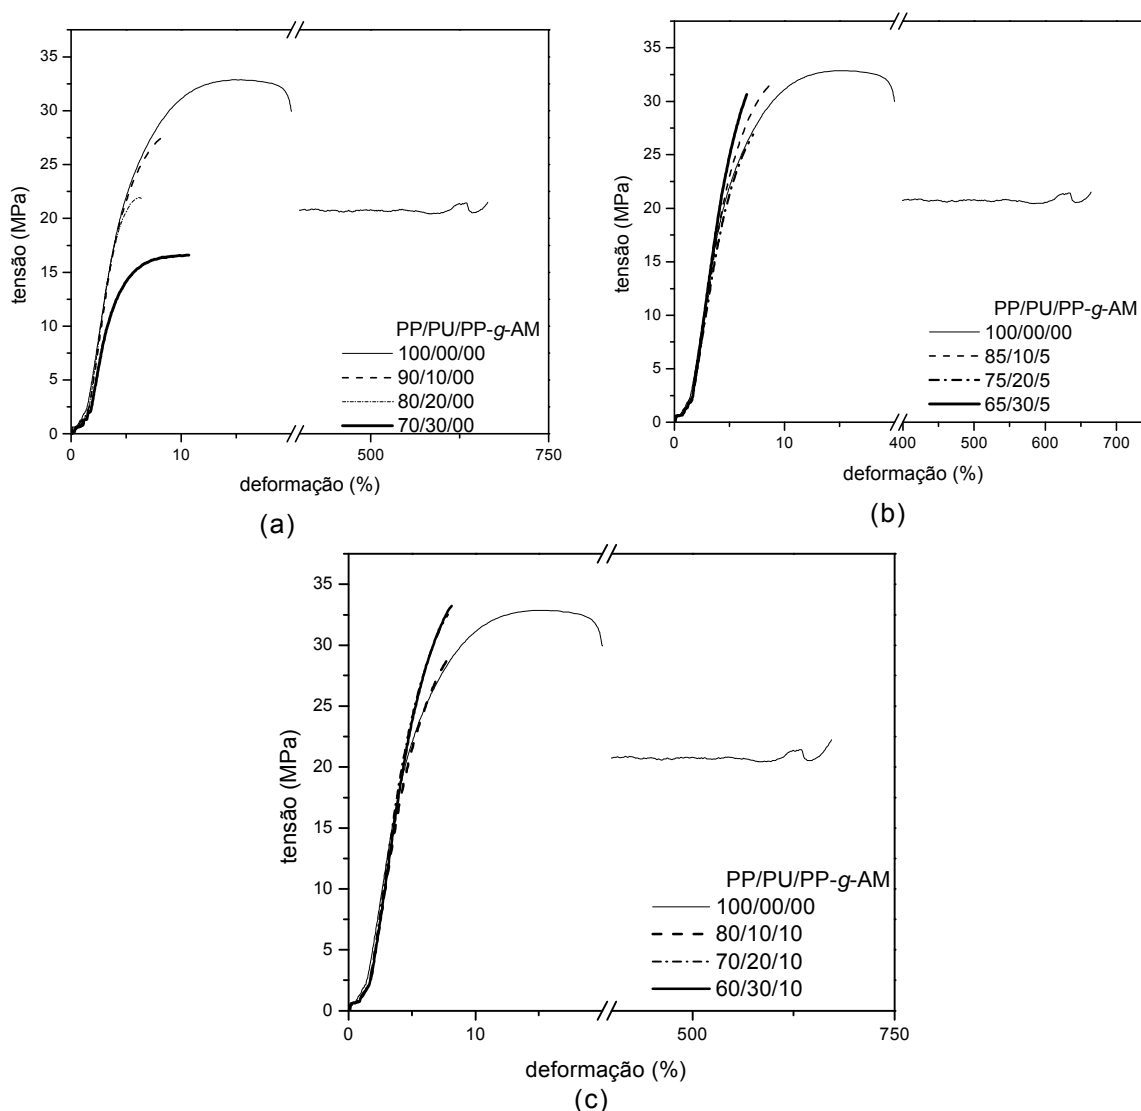 35
30
25
20
15
10
5
0
tensão (MPa)
PP/PU/PP-g-AM
100/00/00
90/10/00
80/20/00
70/30/00
0 10 500 750
deformação (%)
(a)
35
30
25
20
15
10
5
0
tensão (MPa)
PP/PU/PP-g-AM
100/00/00
85/10/5
75/20/5
65/30/5
0 10 400 500 600 700
deformação (%)
(b)
35
30
25
20
15
10
5
0
tensão (MPa)
PP/PU/PP-g-AM
100/00/00
80/10/10
70/20/10
60/30/10
0 10 500 750
deformação (%)
(c)